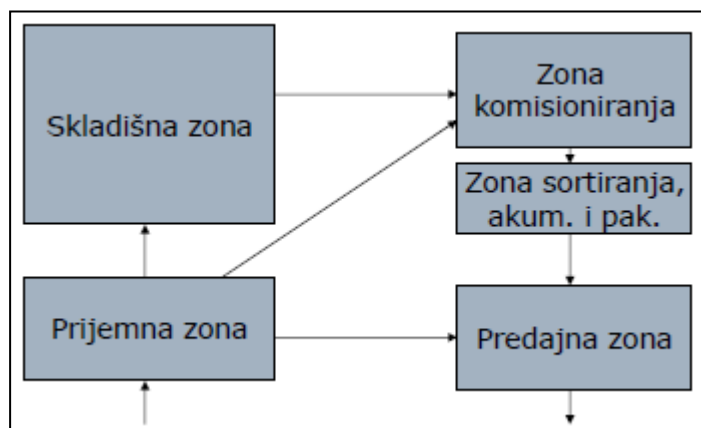 Skladišna zona
Zona
komisioniranja
Zona sortiranja,
akum. i pak.
Prijemna zona
Predajna zona